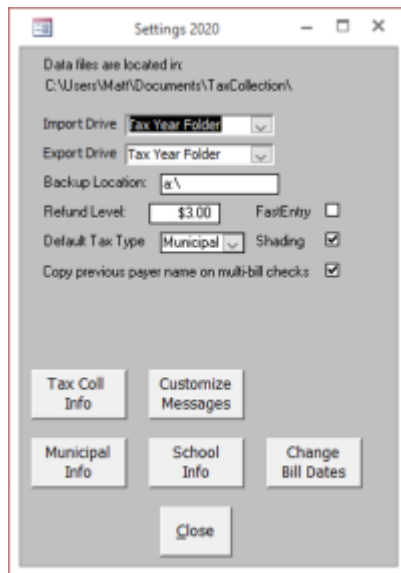 Settings 2020
Data files are located in:
C:\Users\Matt\Documents\TaxCollection\
Import Drive Tax Year Folder
Export Drive Tax Year Folder
Backup Location: a:\
Refund Level: $3.00 FastEntry
Default Tax Type Municipal Shading
Copy previous payer name on multi-bill checks
Tax Coll
Info
Customize
Messages
Municipal
Info
School
Info
Change
Bill Dates
Close